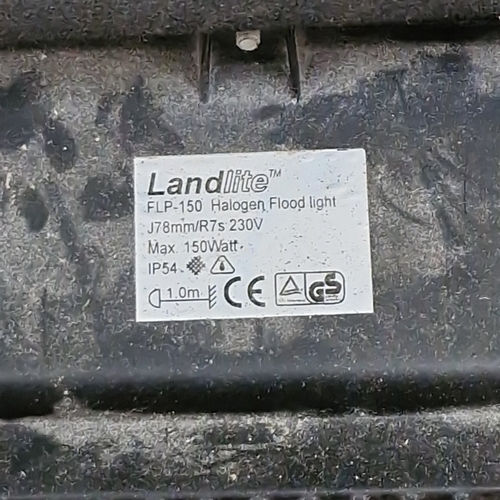 Landlite™
FLP-150 Halogen Flood light
J78mm/R7s 230V
Max. 150Watt
IP54
1.0m CE GS